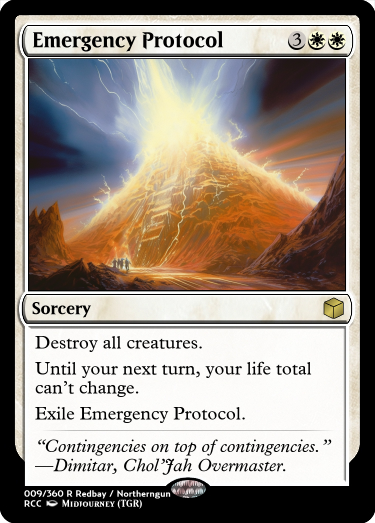 Emergency Protocol 3
Sorcery
Destroy all creatures.
Until your next turn, your life total
can't change.
Exile Emergency Protocol.
“Contingencies on top of contingencies.”
—Dimitar, Chol'Jah Overmaster.
009/360 R Redbay / Northerngun
RCC Midjourney (TGR)